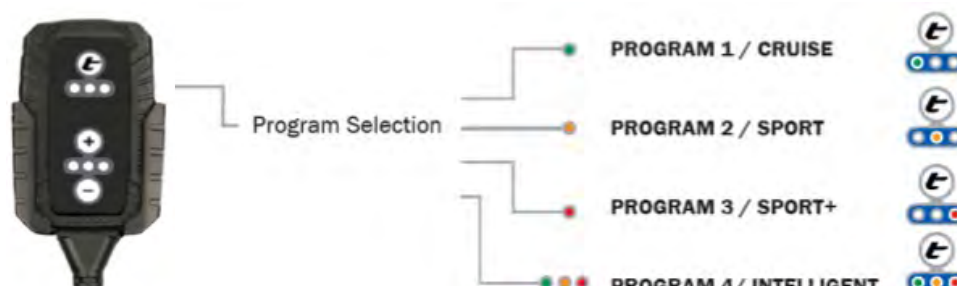 Program Selection
PROGRAM 1 / CRUISE
PROGRAM 2 / SPORT
PROGRAM 3 / SPORT+
PROGRAM 4/ INTELLIGENT